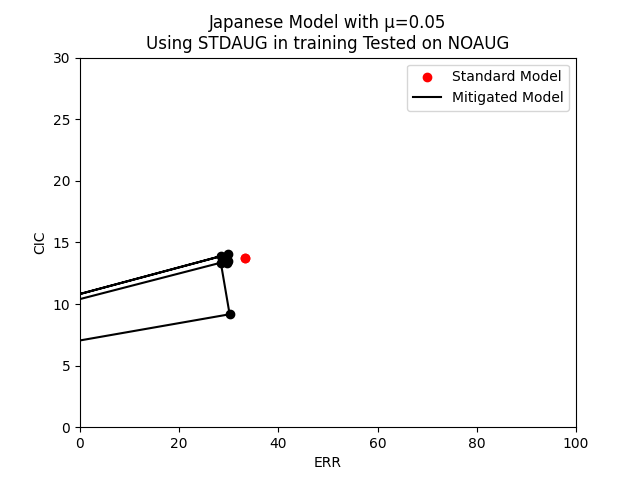 Japanese Model with μ=0.05
Using STDAUG in training Tested on NOAUG
Standard Model
Mitigated Model
30
25
20
15
10
5
0
CIC
0 20 40 60 80 100
ERR